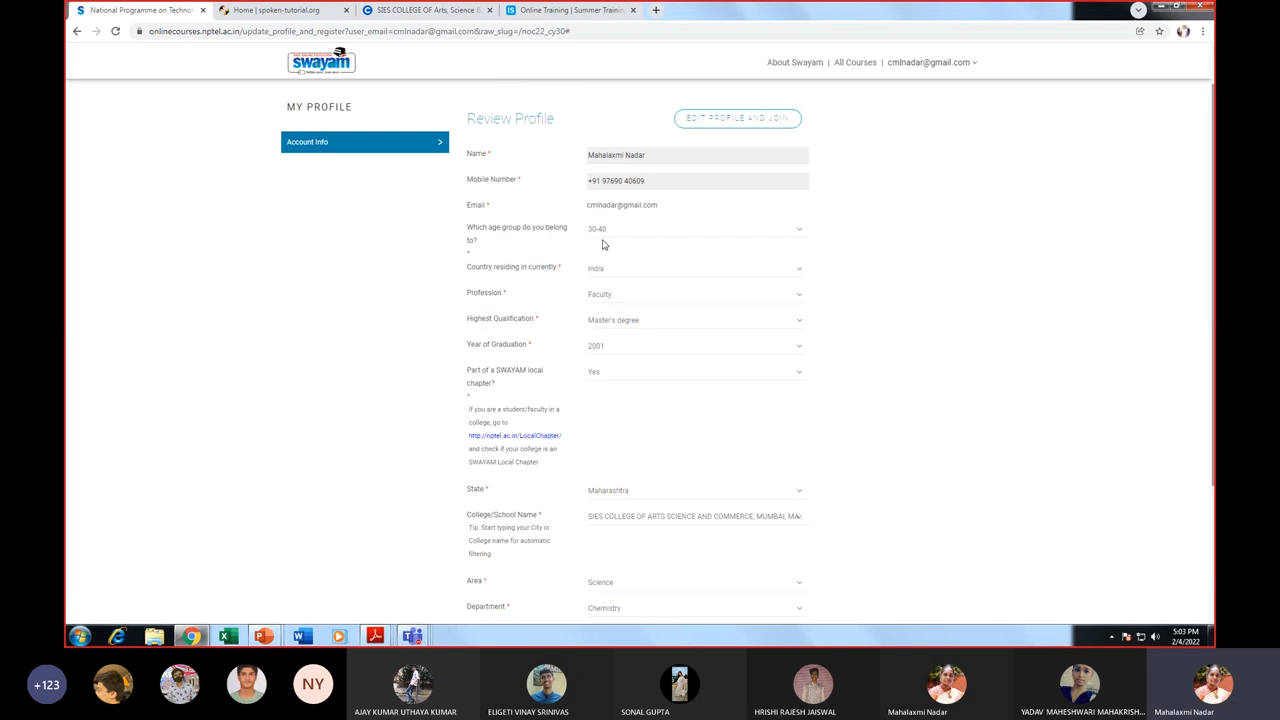 National Programme on Technol
Home | spoken-tutorial.org
SIES COLLEGE OF Arts, Science &
Online Training | Summer Trainin
onlinecourses.nptel.ac.in/update_profile_and_register?user_email=cmlnadar@gmail.com&raw_slug=/noc22_cy30#
swayam
About Swayam | All Courses | cmlnadar@gmail.com
MY PROFILE
Account Info
Review Profile
EDIT PROFILE AND JOIN
Name * Mahalaxmi Nadar
Mobile Number * +91 97690 40609
Email * cmlnadar@gmail.com
Which age group do you belong
to?
*
30-40
Country residing in currently * India
Profession * Faculty
Highest Qualification * Master's degree
Year of Graduation * 2001
Part of a SWAYAM local
chapter?
*
Yes
If you are a student/faculty in a
college, go to
http://nptel.ac.in/LocalChapter/
and check if your college is an
SWAYAM Local Chapter
State * Maharashtra
College/School Name * SIES COLLEGE OF ARTS SCIENCE AND COMMERCE, MUMBAI, MA
Tip: Start typing your City or
College name for automatic
filtering
Area * Science
Department * Chemistry
5:03 PM
2/4/2022
+123
NY
AJAY KUMAR UTHAYA KUMAR
ELIGETI VINAY SRINIVAS
SONAL GUPTA
HRISHI RAJESH JAISWAL
Mahalaxmi Nadar
YADAV MAHESHWARI MAHAKRISH...
Mahalaxmi Nadar